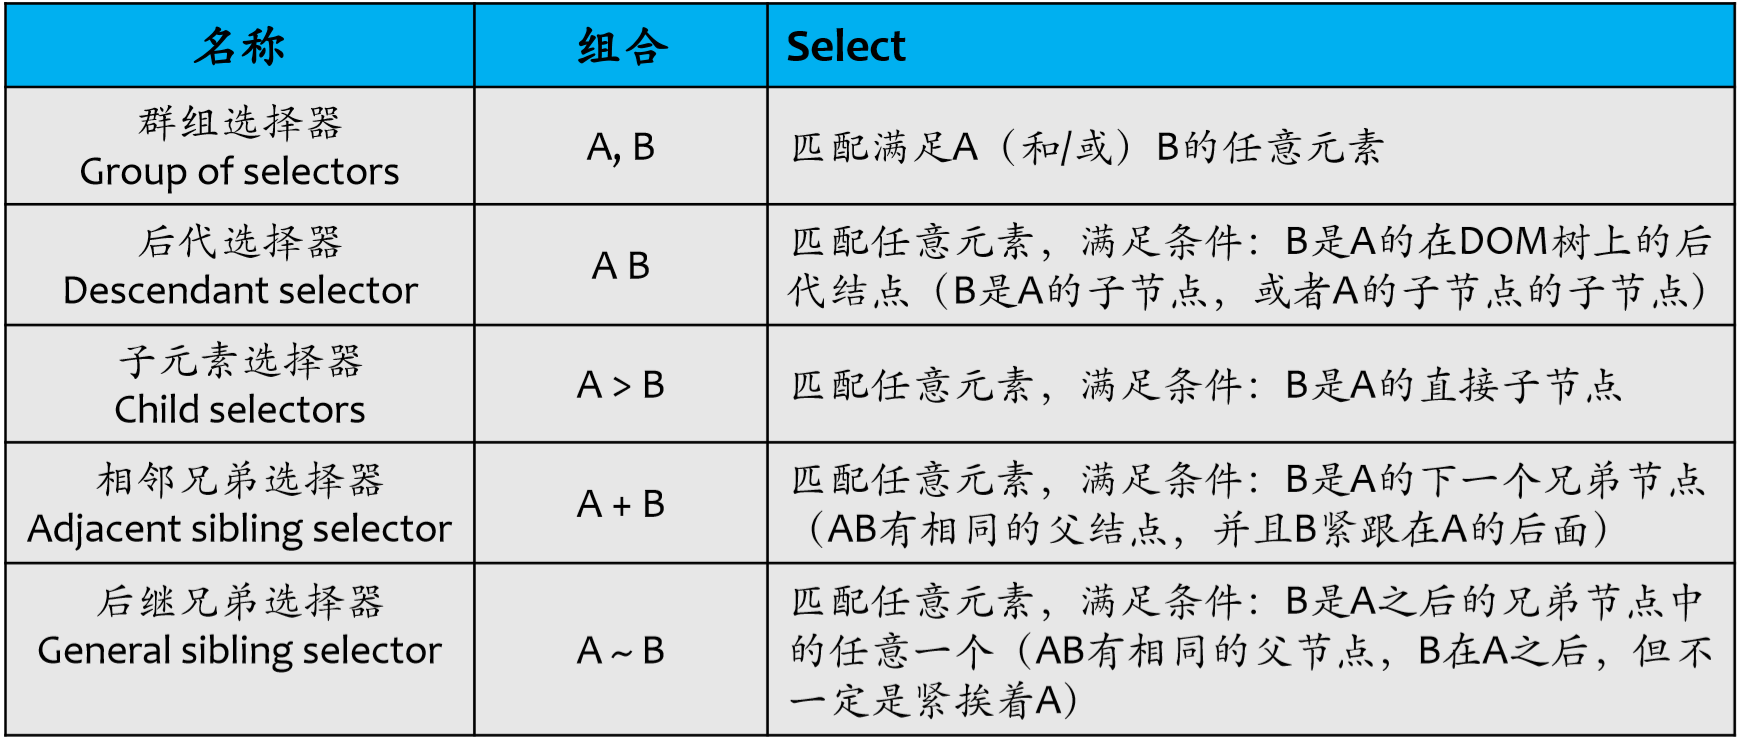 名称 组合 Select
群组选择器
Group of selectors
A, B
匹配满足A（和/或）B的任意元素
后代选择器
Descendant selector
A B
匹配任意元素，满足条件：B是A的在DOM树上的后
代结点（B是A的子节点，或者A的子节点的子节点）
子元素选择器
Child selectors
A > B
匹配任意元素，满足条件：B是A的直接子节点
相邻兄弟选择器
Adjacent sibling selector
A + B
匹配任意元素，满足条件：B是A的下一个兄弟节点
（AB有相同的父结点，并且B紧跟在A的后面）
后继兄弟选择器
General sibling selector
A ~ B
匹配任意元素，满足条件：B是A之后的兄弟节点中
的任意一个（AB有相同的父节点，B在A之后，但不
一定是紧挨着A）